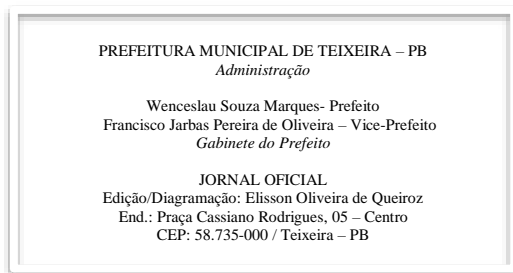 PREFEITURA MUNICIPAL DE TEIXEIRA – PB
Administração
Wenceslau Souza Marques- Prefeito
Francisco Jarbas Pereira de Oliveira – Vice-Prefeito
Gabinete do Prefeito
JORNAL OFICIAL
Edição/Diagramação: Elisson Oliveira de Queiroz
End.: Praça Cassiano Rodrigues, 05 – Centro
CEP: 58.735-000 / Teixeira – PB